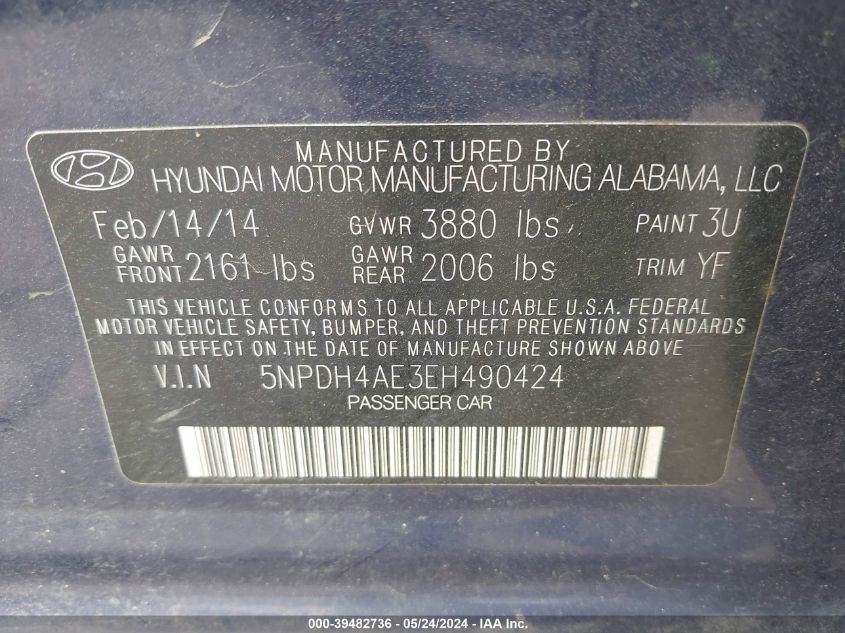 MANUFACTURED BY
HYUNDAI MOTOR MANUFACTURING ALABAMA, LLC
Feb/14/14 GVWR 3880 lbs PAINT 3U
GAWR FRONT 2161 lbs GAWR REAR 2006 lbs TRIM YF
THIS VEHICLE CONFORMS TO ALL APPLICABLE U.S.A. FEDERAL
MOTOR VEHICLE SAFETY, BUMPER, AND THEFT PREVENTION STANDARDS
IN EFFECT ON THE DATE OF MANUFACTURE SHOWN ABOVE
V.I.N 5NPDH4AE3EH490424
PASSENGER CAR
000-39482736 - 05/24/2024 - IAA Inc.